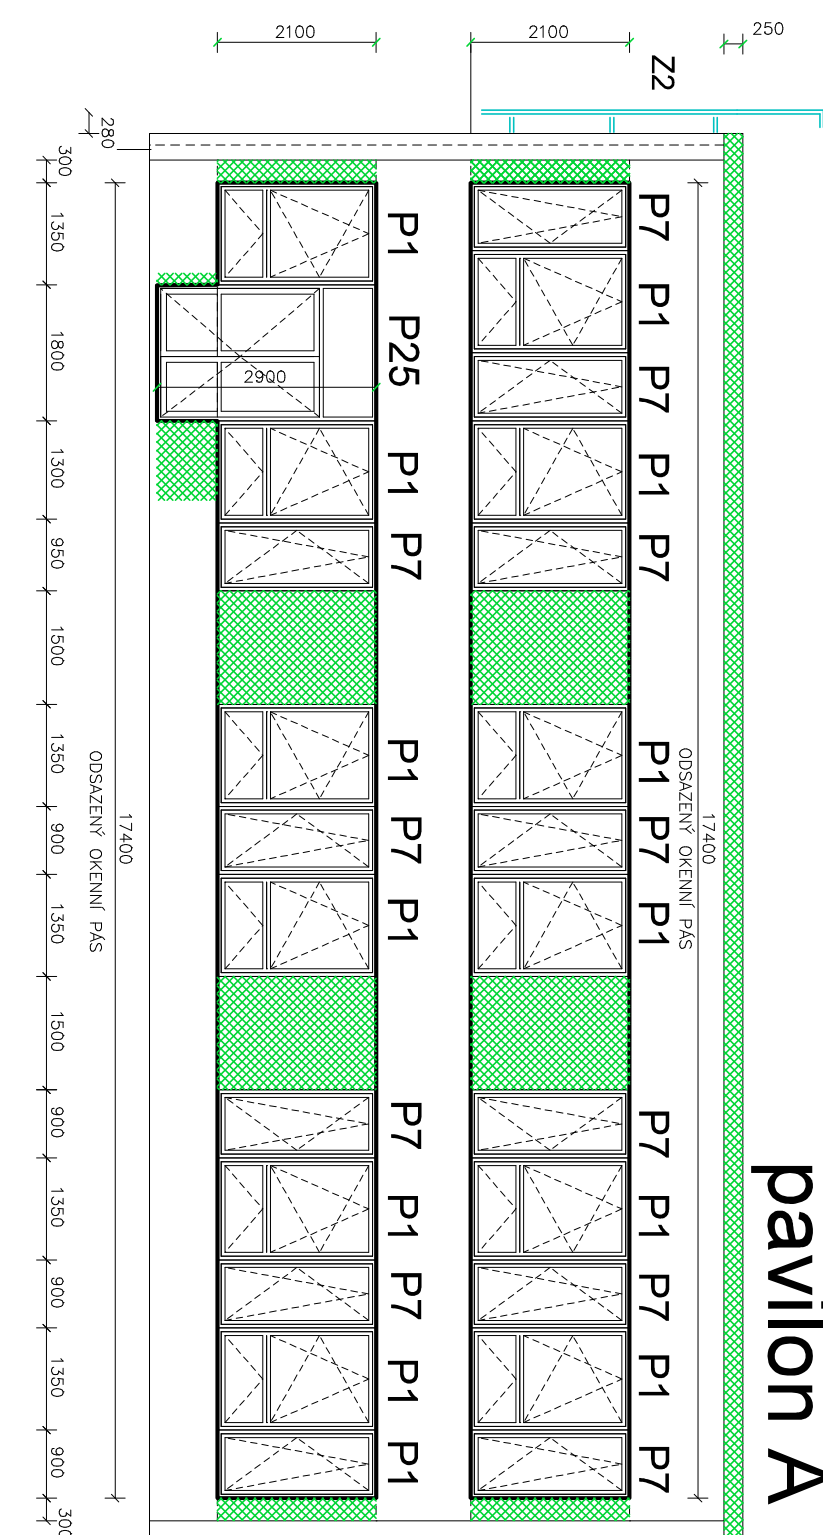 pavilon A
250
Z2
2100
2100
17400
ODSAZENÝ OKENNÍ PÁS
P7
P1
P7
P1
P7
P1
P7
P1
P7
P1
P7
P1
P7
P1
P25
P1
P7
P1
P7
P1
P7
P1
P7
P1
P1
2900
17400
ODSAZENÝ OKENNÍ PÁS
280
300
1350
1800
1300
950
1500
1350
900
1350
1500
900
1350
900
1350
900
300